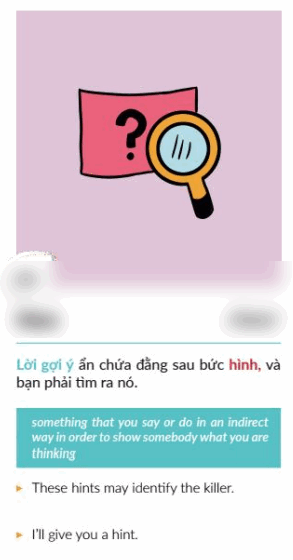 ?
Lời gợi ý ẩn chứa đằng sau bức hình, và
bạn phải tìm ra nó.
something that you say or do in an indirect
way in order to show somebody what you are
thinking
These hints may identify the killer.
I'll give you a hint.